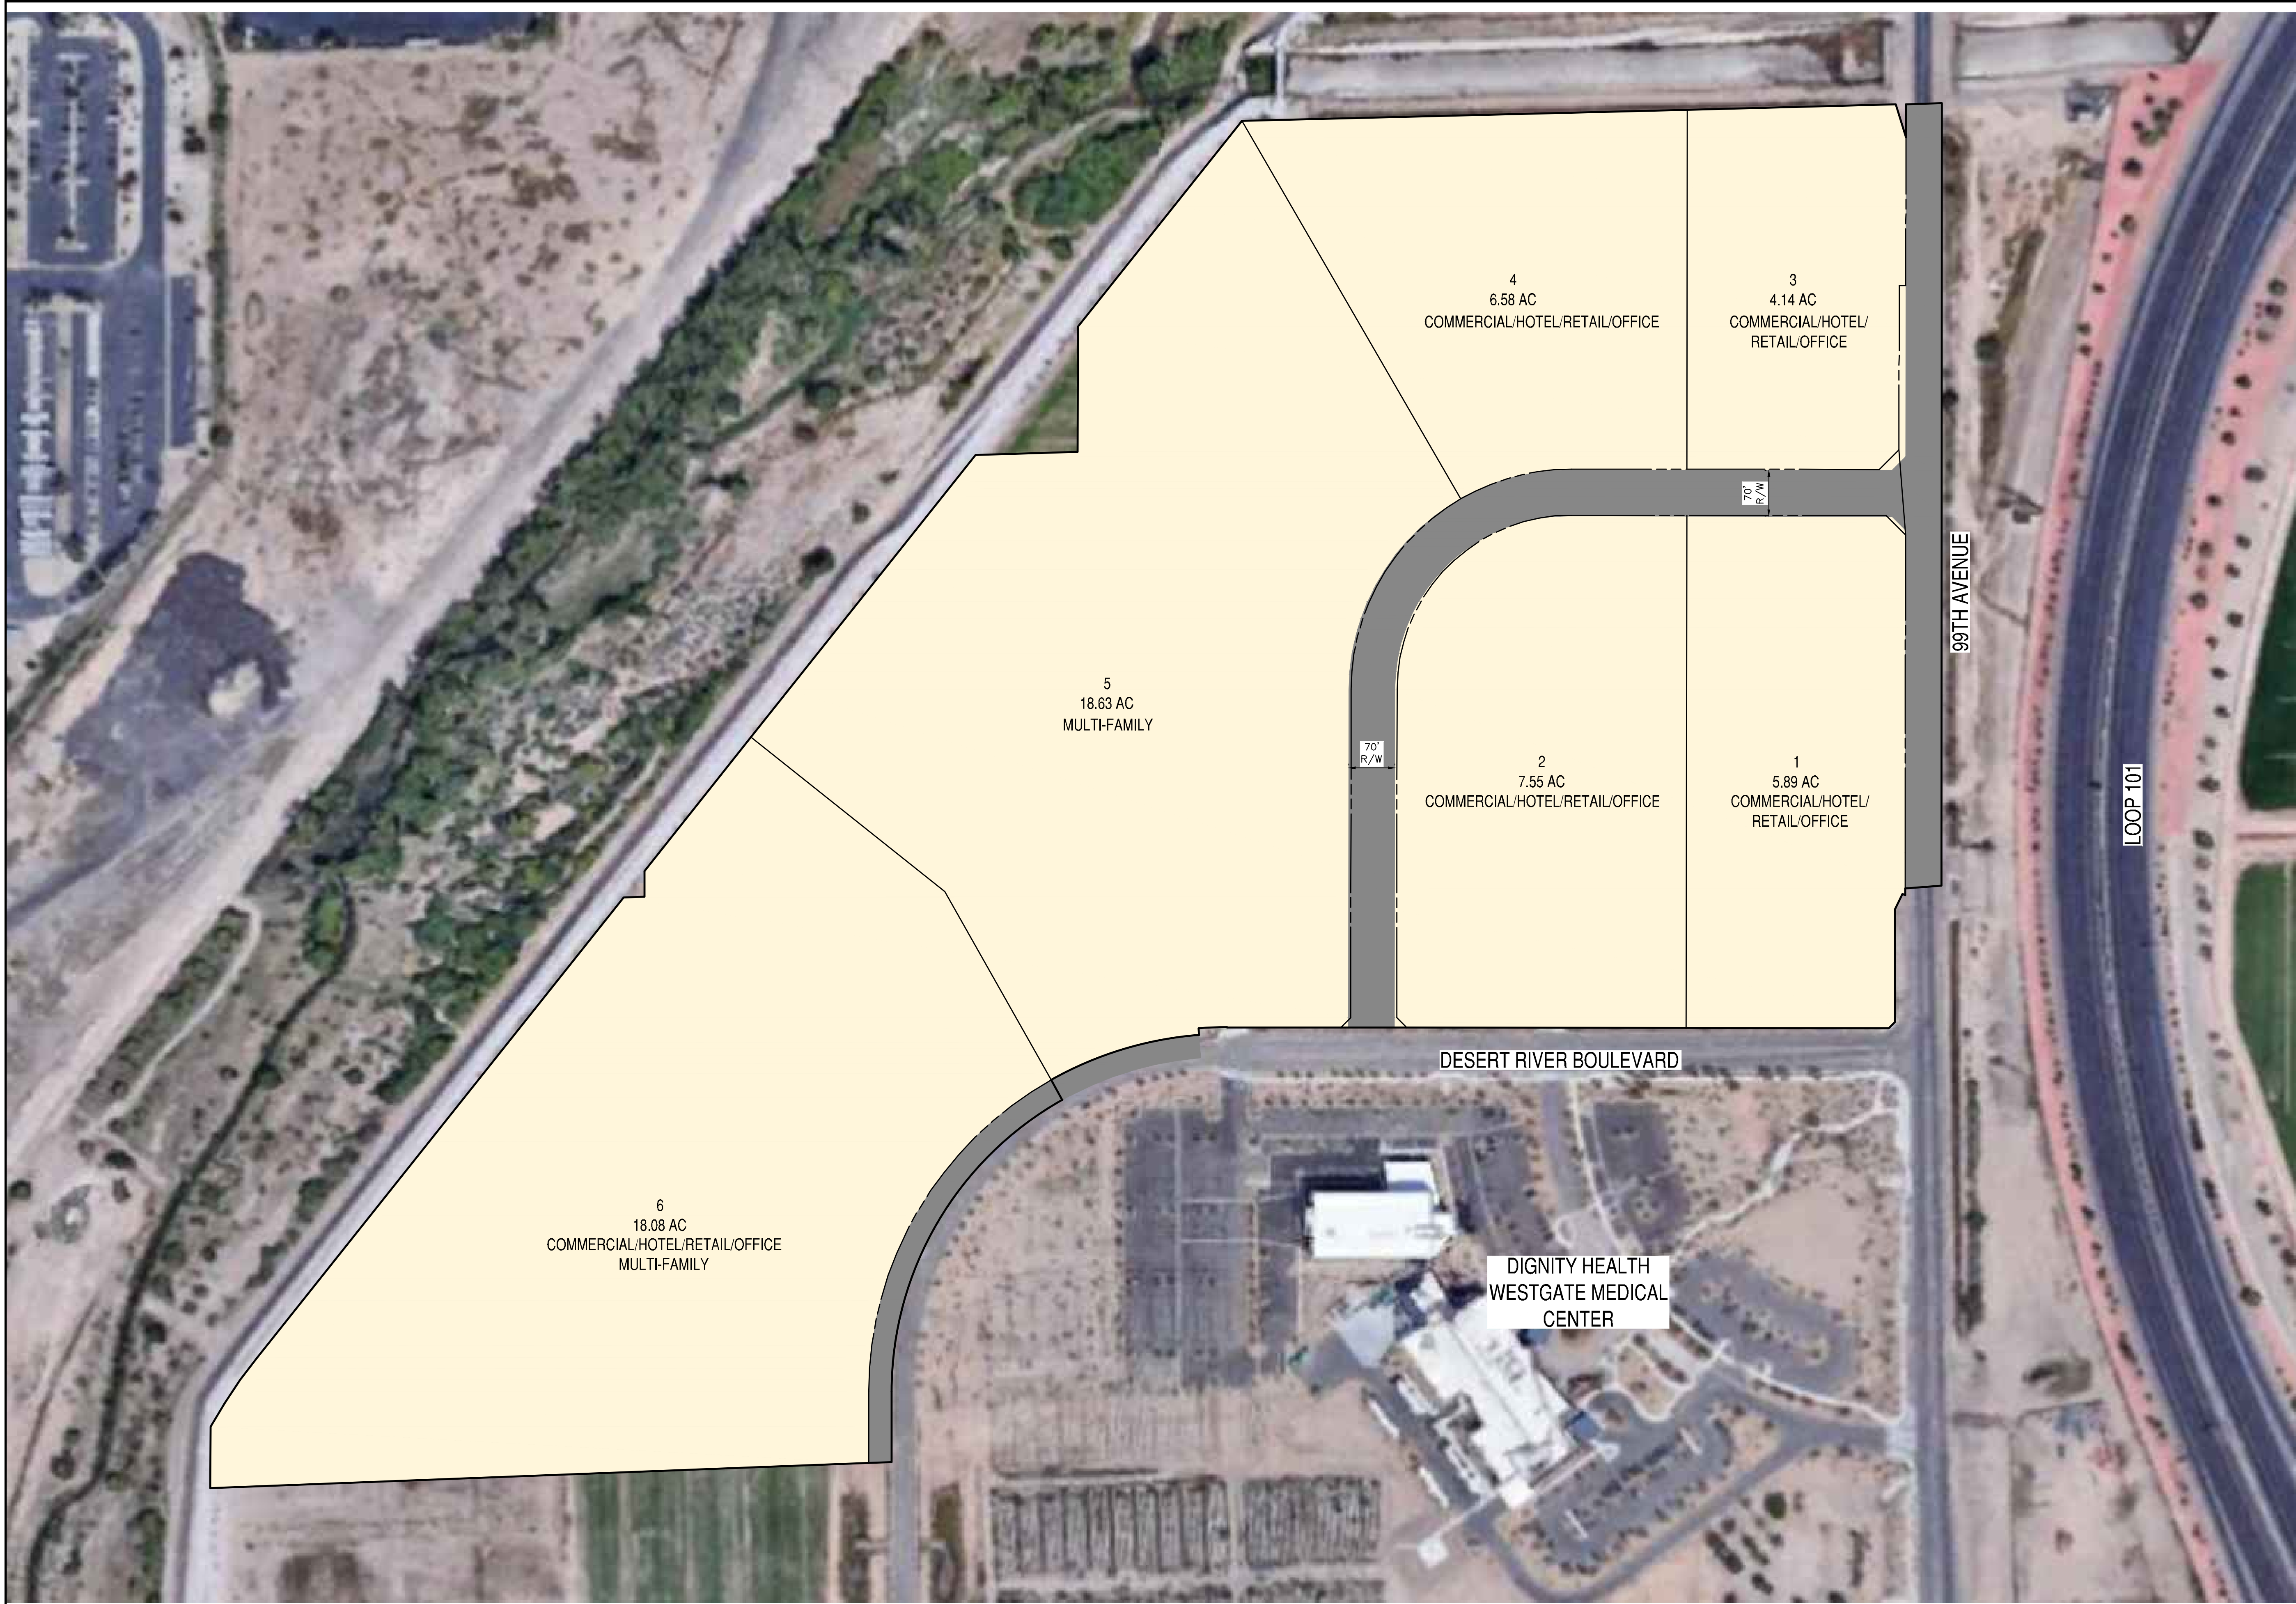 4
6.58 AC
COMMERCIAL/HOTEL/RETAIL/OFFICE
3
4.14 AC
COMMERCIAL/HOTEL/
RETAIL/OFFICE
70'
R/W
99TH AVENUE
5
18.63 AC
MULTI-FAMILY
70'
R/W
2
7.55 AC
COMMERCIAL/HOTEL/RETAIL/OFFICE
1
5.89 AC
COMMERCIAL/HOTEL/
RETAIL/OFFICE
LOOP 101
DESERT RIVER BOULEVARD
6
18.08 AC
COMMERCIAL/HOTEL/RETAIL/OFFICE
MULTI-FAMILY
DIGNITY HEALTH
WESTGATE MEDICAL
CENTER